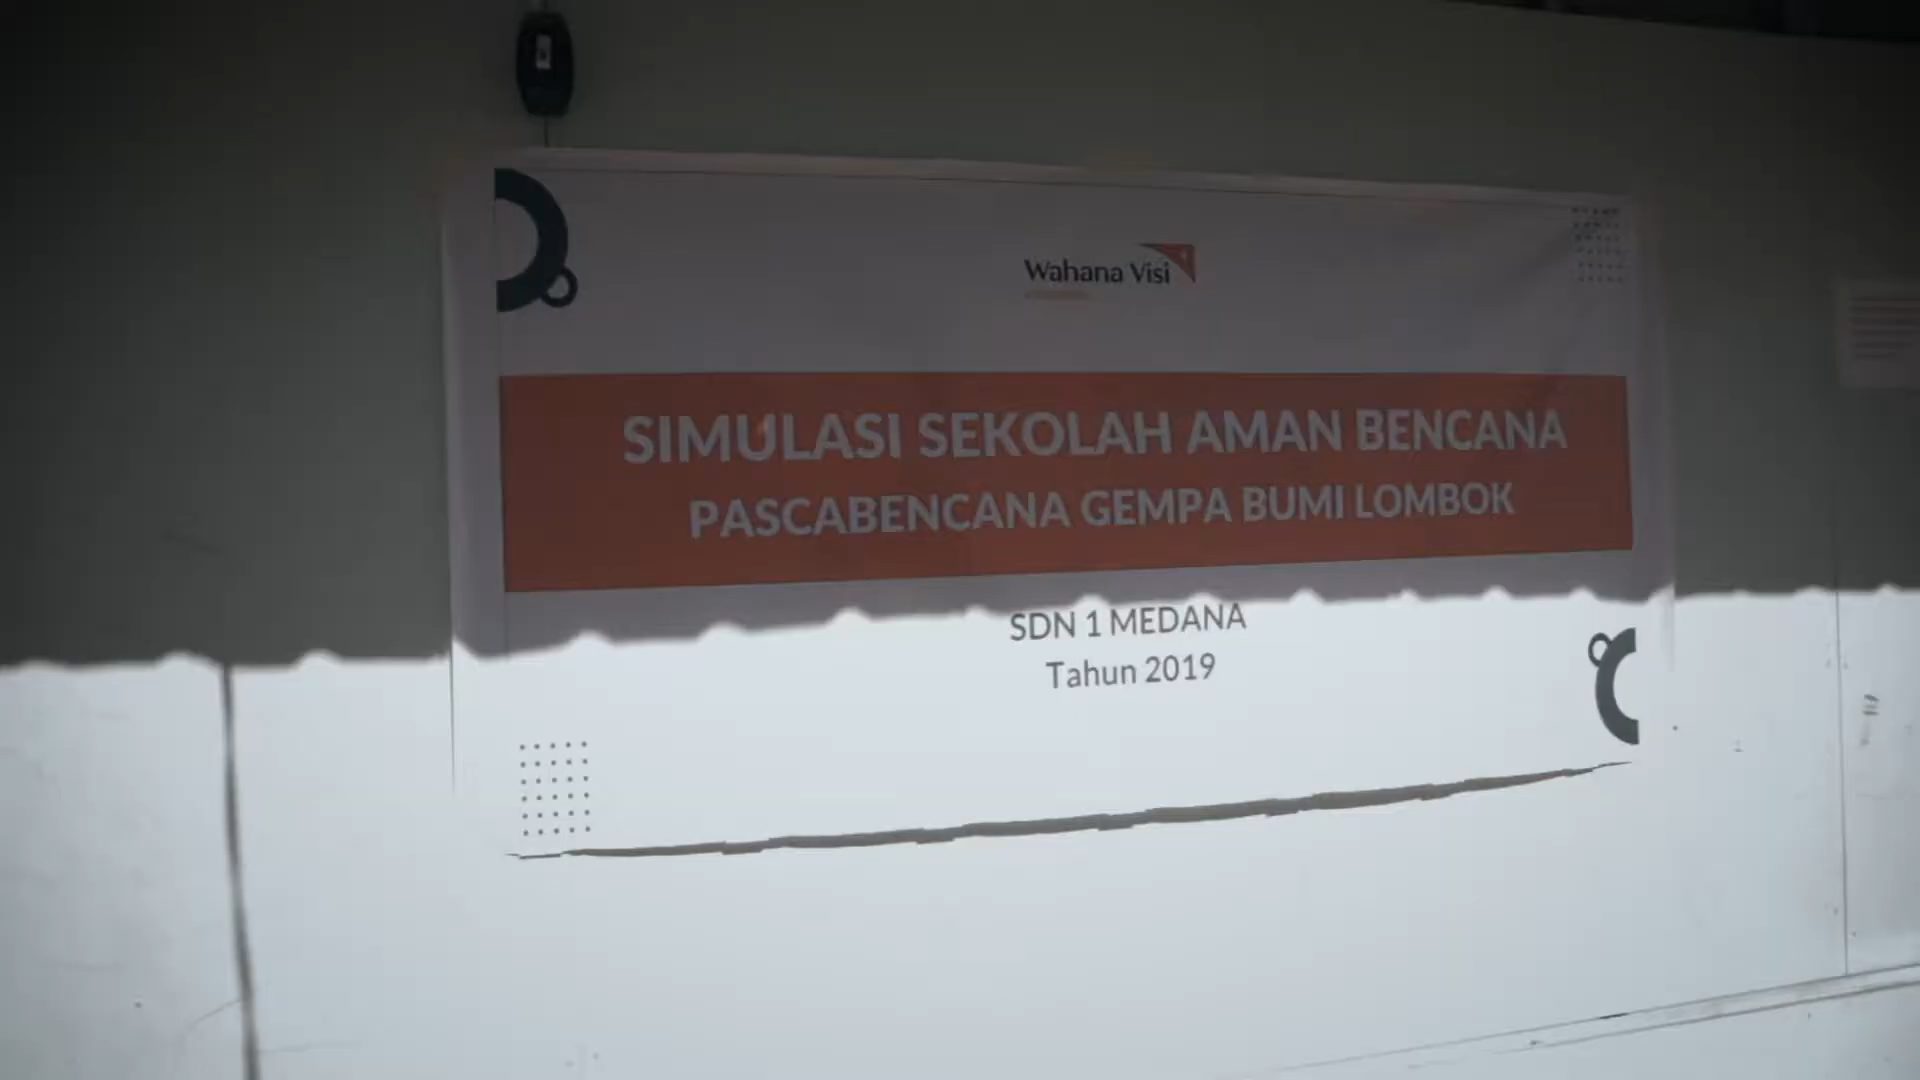 Wahana Visi
SIMULASI SEKOLAH AMAN BENCANA
PASCABENCANA GEMPA BUMI LOMBOK
SDN 1 MEDANA
Tahun 2019